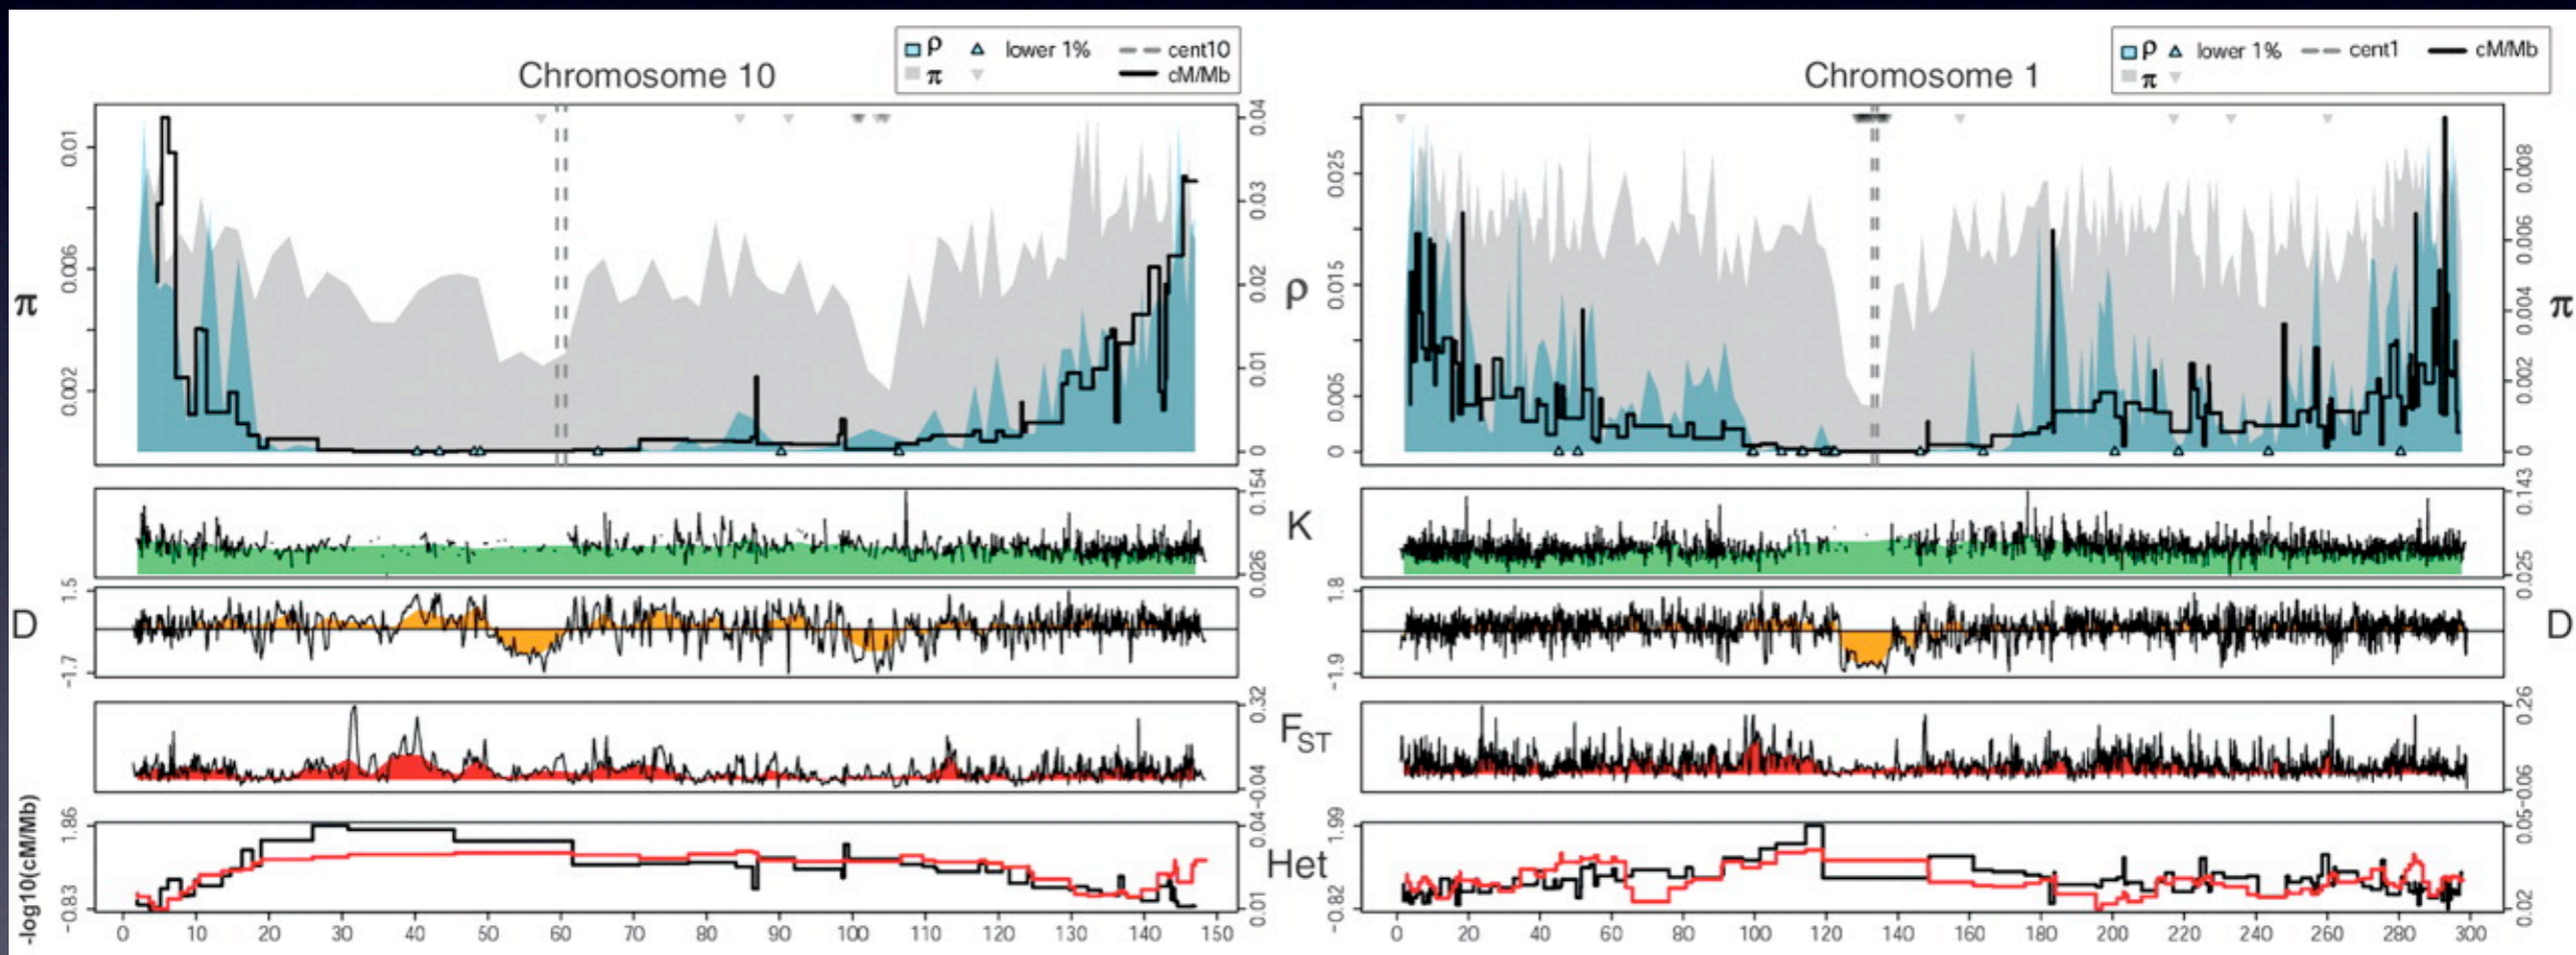 ρ lower 1% cent10
π cM/Mb
Chromosome 10
ρ lower 1% cent1 cM/Mb
π
Chromosome 1
π
0.002 0.006 0.01
0 0.01 0.02 0.03 0.04
ρ
0 0.005 0.015 0.025
0 0.002 0.004 0.006 0.008
π
0.026 0.154
K
0.025 0.143
D
-1.7 1.5
-1.9 1.8
D
-0.04 0.32
FST
-0.06 0.26
-log10(cM/Mb)
-0.83 1.86
0.01 0.04
Het
-0.82 1.99
0.02 0.05
0 10 20 30 40 50 60 70 80 90 100 110 120 130 140 150
0 20 40 60 80 100 120 140 160 180 200 220 240 260 280 300